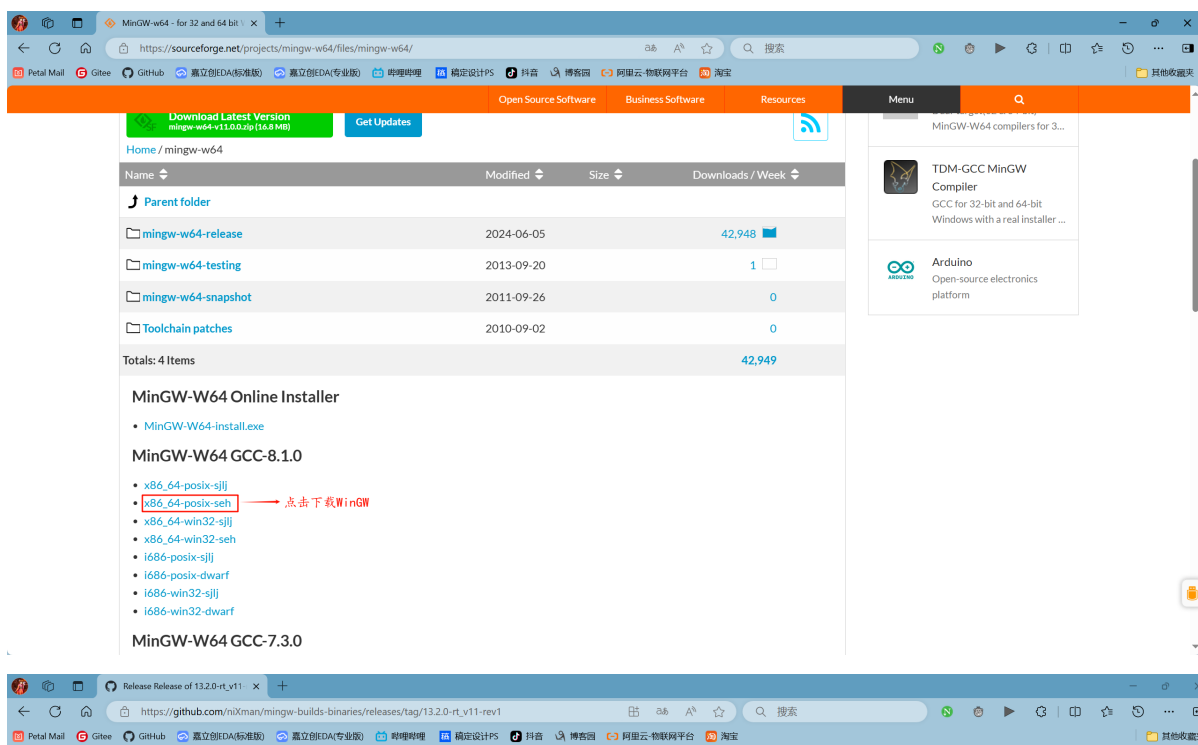 MinGW-w64 - for 32 and 64 bit
https://sourceforge.net/projects/mingw-w64/files/mingw-w64/
搜索
Petal Mail Gitee GitHub 嘉立创EDA(标准版) 嘉立创EDA(专业版) 哔哩哔哩 稿定设计PS 抖音 博客园 阿里云-物联网平台 淘宝 其他收藏夹
Open Source Software Business Software Resources Menu
Download Latest Version
mingw-w64-v11.0.0.zip (16.8 MB)
Get Updates
MinGW-W64 compilers for 3...
Home / mingw-w64
Name Modified Size Downloads / Week
TDM-GCC MinGW
Compiler
GCC for 32-bit and 64-bit
Windows with a real installer ...
Parent folder
mingw-w64-release 2024-06-05 42,948
mingw-w64-testing 2013-09-20 1
Arduino
Open-source electronics
platform
ARDUINO
mingw-w64-snapshot 2011-09-26 0
Toolchain patches 2010-09-02 0
Totals: 4 Items 42,949
MinGW-W64 Online Installer
• MinGW-W64-install.exe
MinGW-W64 GCC-8.1.0
• x86_64-posix-sjlj
• x86_64-posix-seh 点击下载WinGW
• x86_64-win32-sjlj
• x86_64-win32-seh
• i686-posix-sjlj
• i686-posix-dwarf
• i686-win32-sjlj
• i686-win32-dwarf
MinGW-W64 GCC-7.3.0
Release Release of 13.2.0-rt_v11-
https://github.com/niXman/mingw-builds-binaries/releases/tag/13.2.0-rt_v11-rev1
搜索
Petal Mail Gitee GitHub 嘉立创EDA(标准版) 嘉立创EDA(专业版) 哔哩哔哩 稿定设计PS 抖音 博客园 阿里云-物联网平台 淘宝 其他收藏